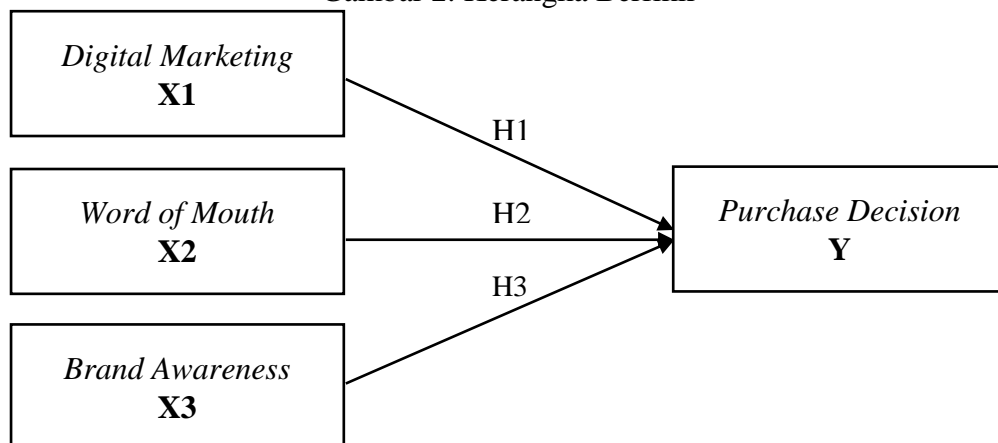 Digital Marketing
X1
H1
Word of Mouth
X2
H2
Purchase Decision
Y
H3
Brand Awareness
X3